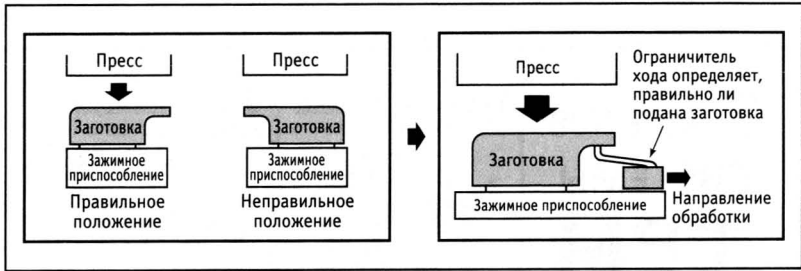 Пресс
Заготовка
Зажимное
приспособление
Правильное
положение
Пресс
Заготовка
Зажимное
приспособление
Неправильное
положение
Пресс
Ограничитель
хода определяет,
правильно ли
подана заготовка
Заготовка
Зажимное приспособление
Направление
обработки